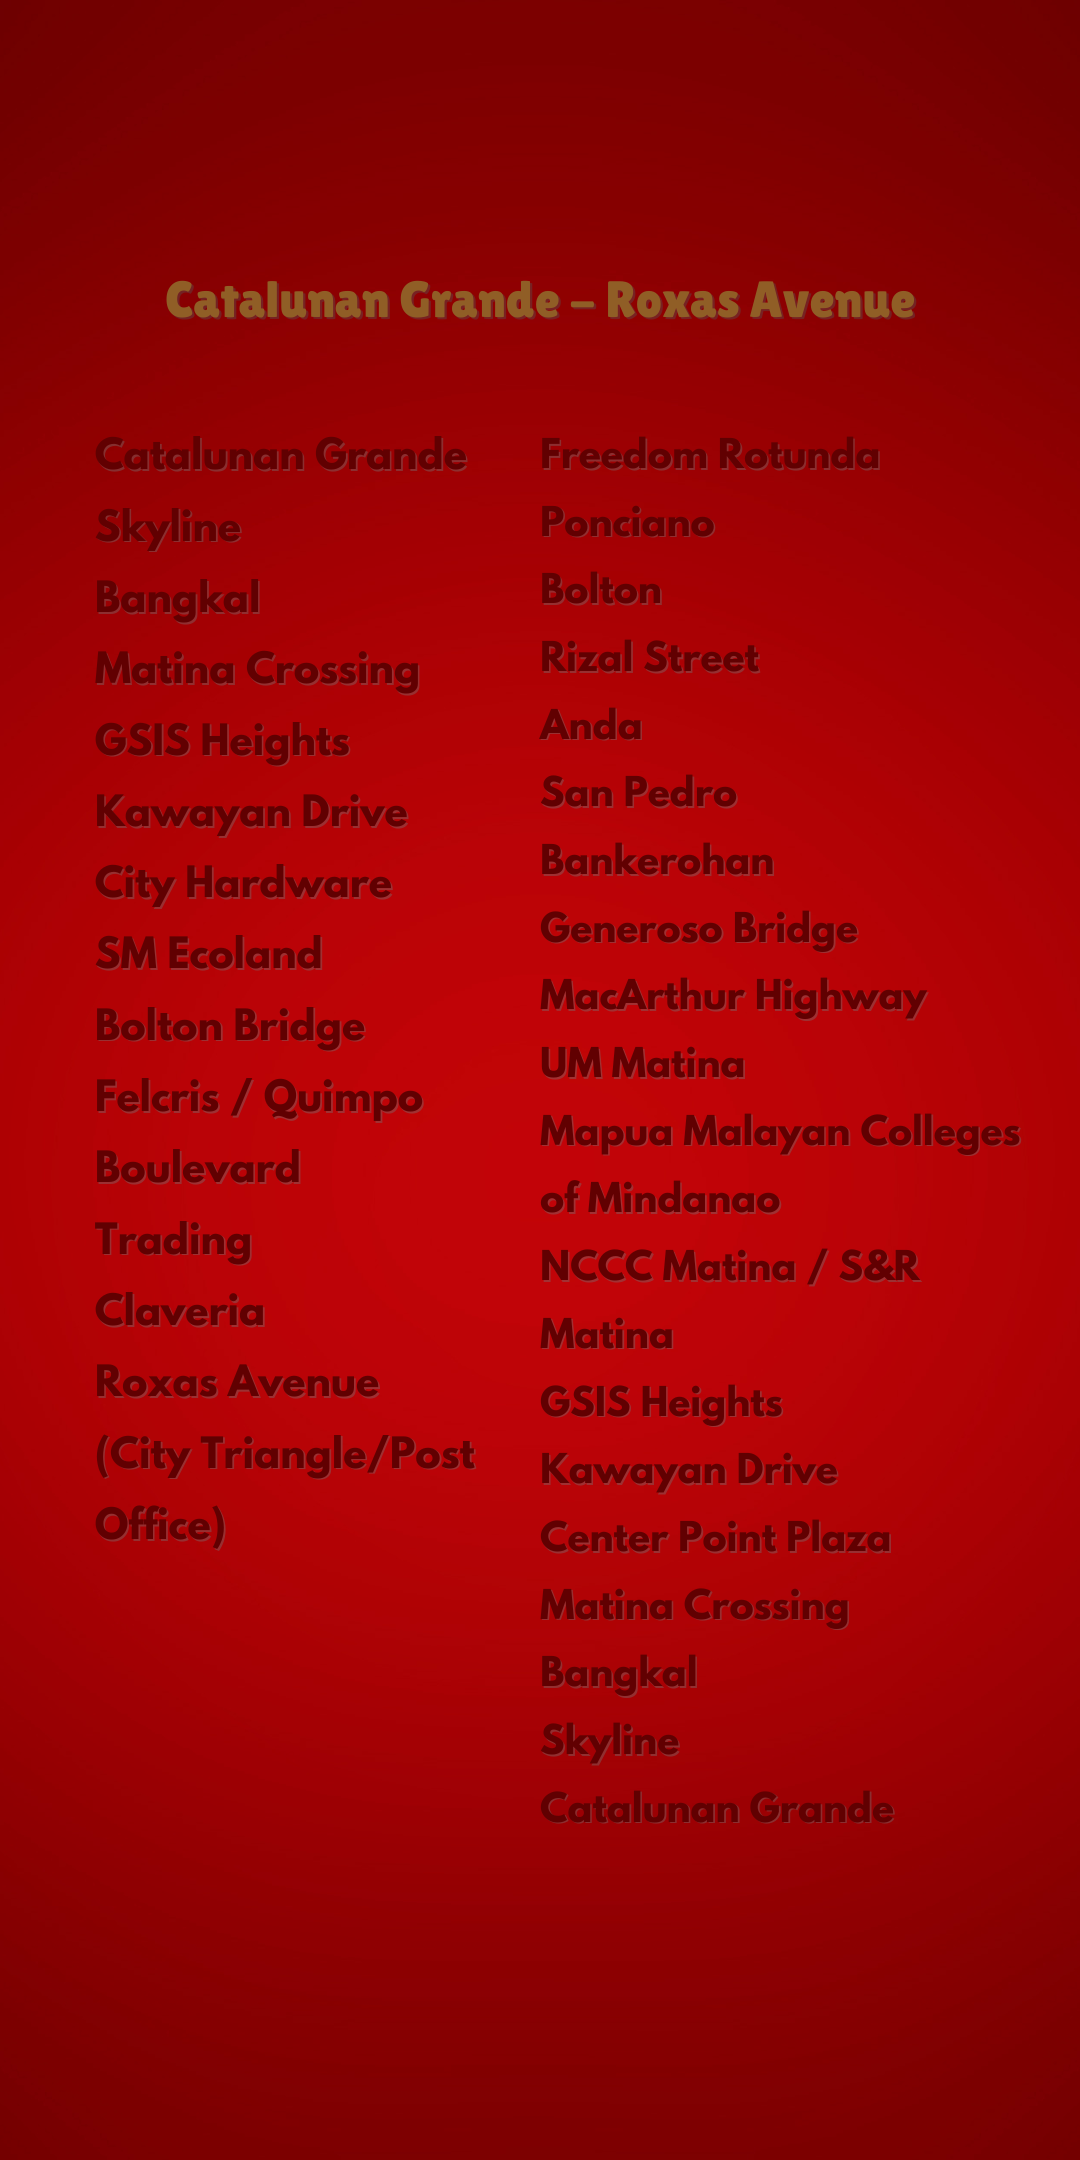 Catalunan Grande – Roxas Avenue
Catalunan Grande
Skyline
Bangkal
Matina Crossing
GSIS Heights
Kawayan Drive
City Hardware
SM Ecoland
Bolton Bridge
Felcris / Quimpo
Boulevard
Trading
Claveria
Roxas Avenue
(City Triangle/Post
Office)
Freedom Rotunda
Ponciano
Bolton
Rizal Street
Anda
San Pedro
Bankerohan
Generoso Bridge
MacArthur Highway
UM Matina
Mapua Malayan Colleges
of Mindanao
NCCC Matina / S&R
Matina
GSIS Heights
Kawayan Drive
Center Point Plaza
Matina Crossing
Bangkal
Skyline
Catalunan Grande